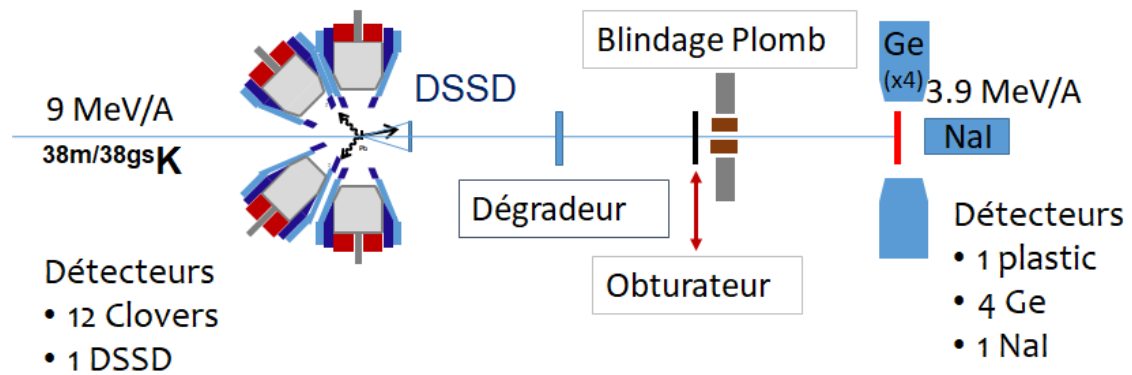 9 MeV/A
38m/38gsK
DSSD
Pb
Blindage Plomb
Ge
(x4)
3.9 MeV/A
NaI
Dégradeur
Obturateur
Détecteurs
• 12 Clovers
• 1 DSSD
Détecteurs
• 1 plastic
• 4 Ge
• 1 NaI